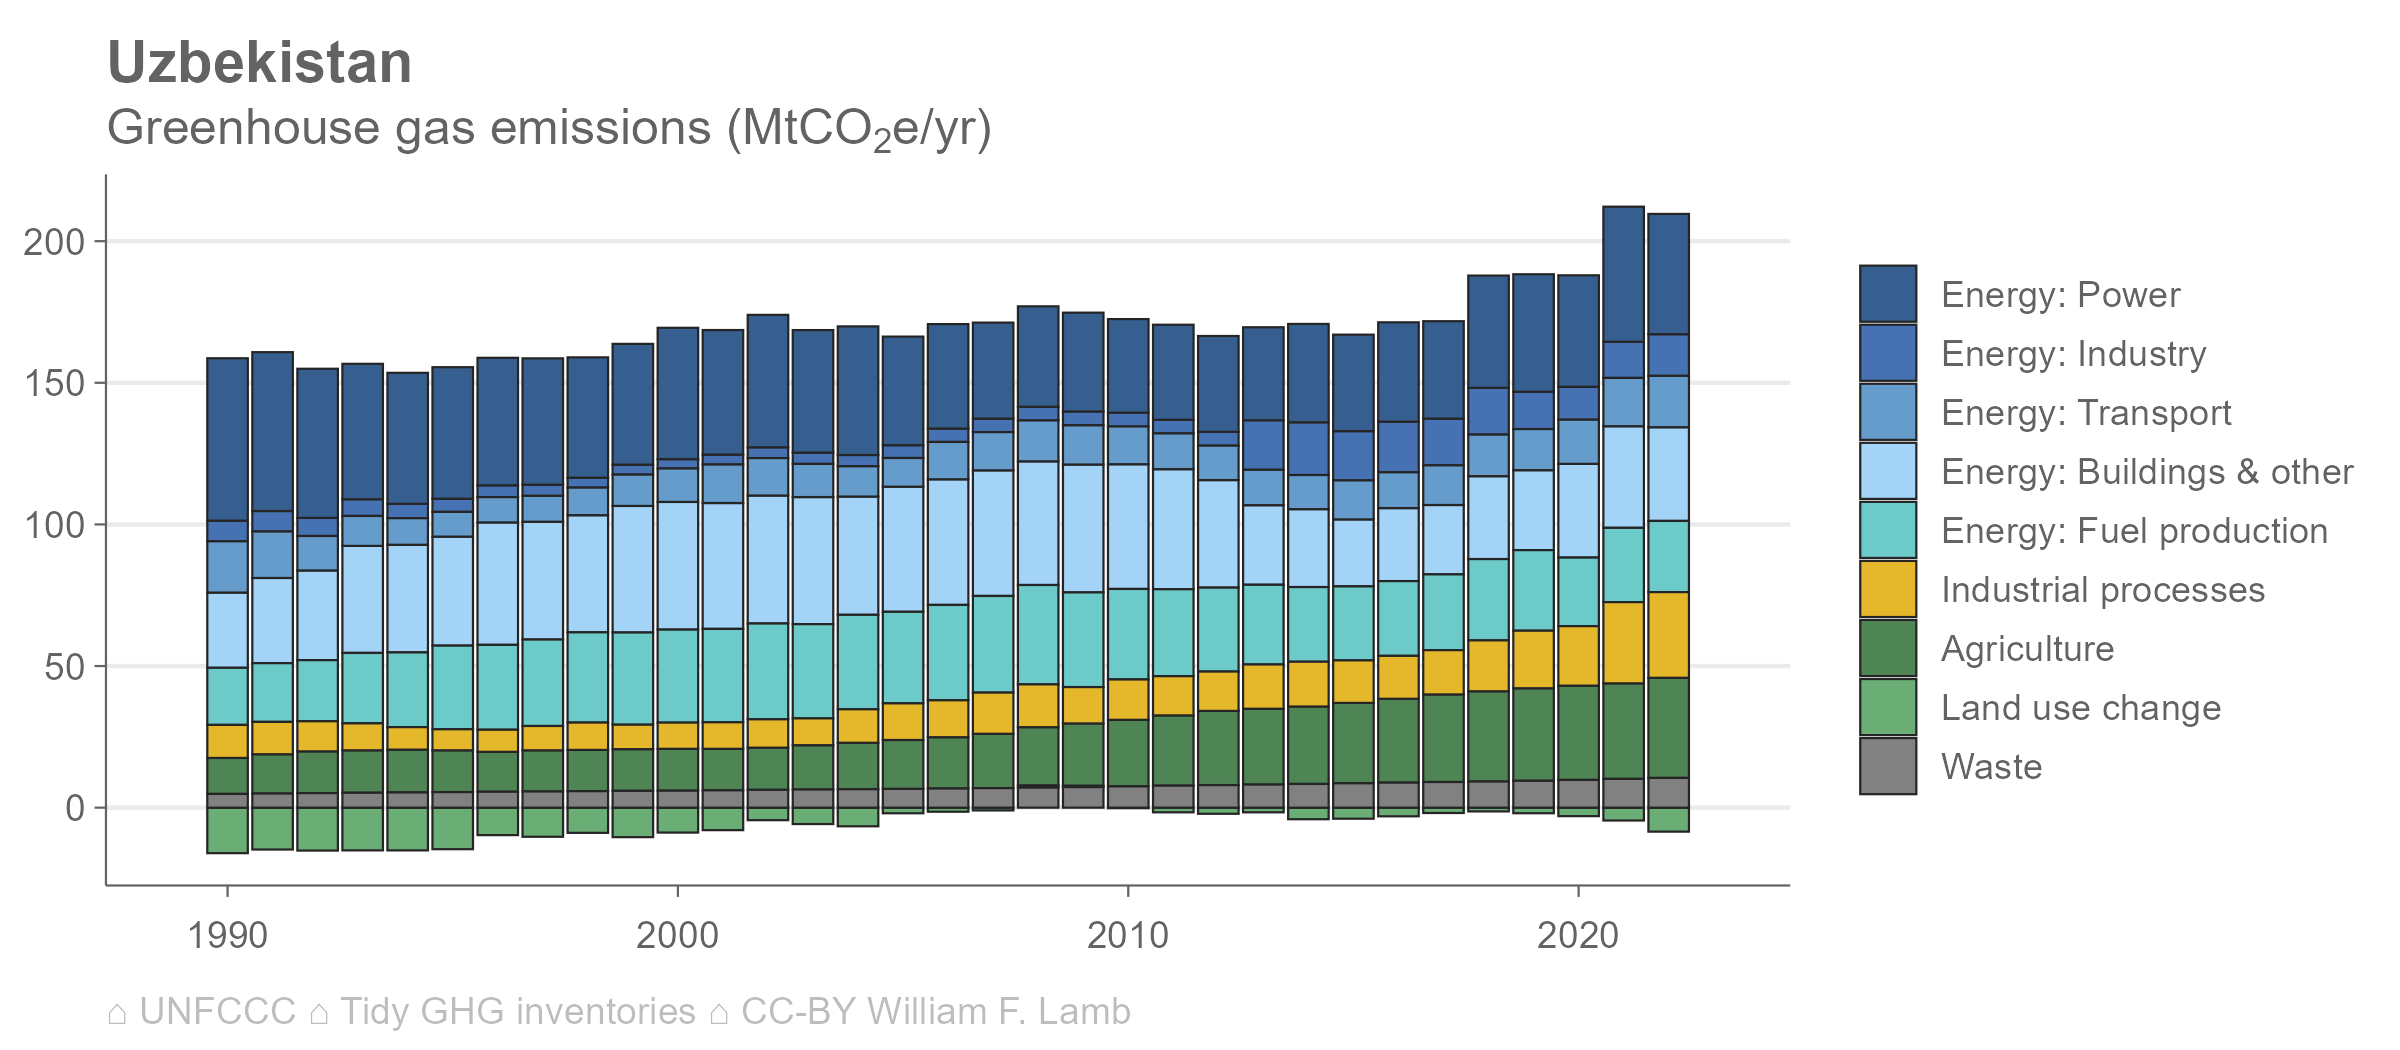 Uzbekistan
Greenhouse gas emissions (MtCO₂e/yr)
200
150
100
50
0
1990 2000 2010 2020
Energy: Power
Energy: Industry
Energy: Transport
Energy: Buildings & other
Energy: Fuel production
Industrial processes
Agriculture
Land use change
Waste
⌂ UNFCCC ⌂ Tidy GHG inventories ⌂ CC-BY William F. Lamb